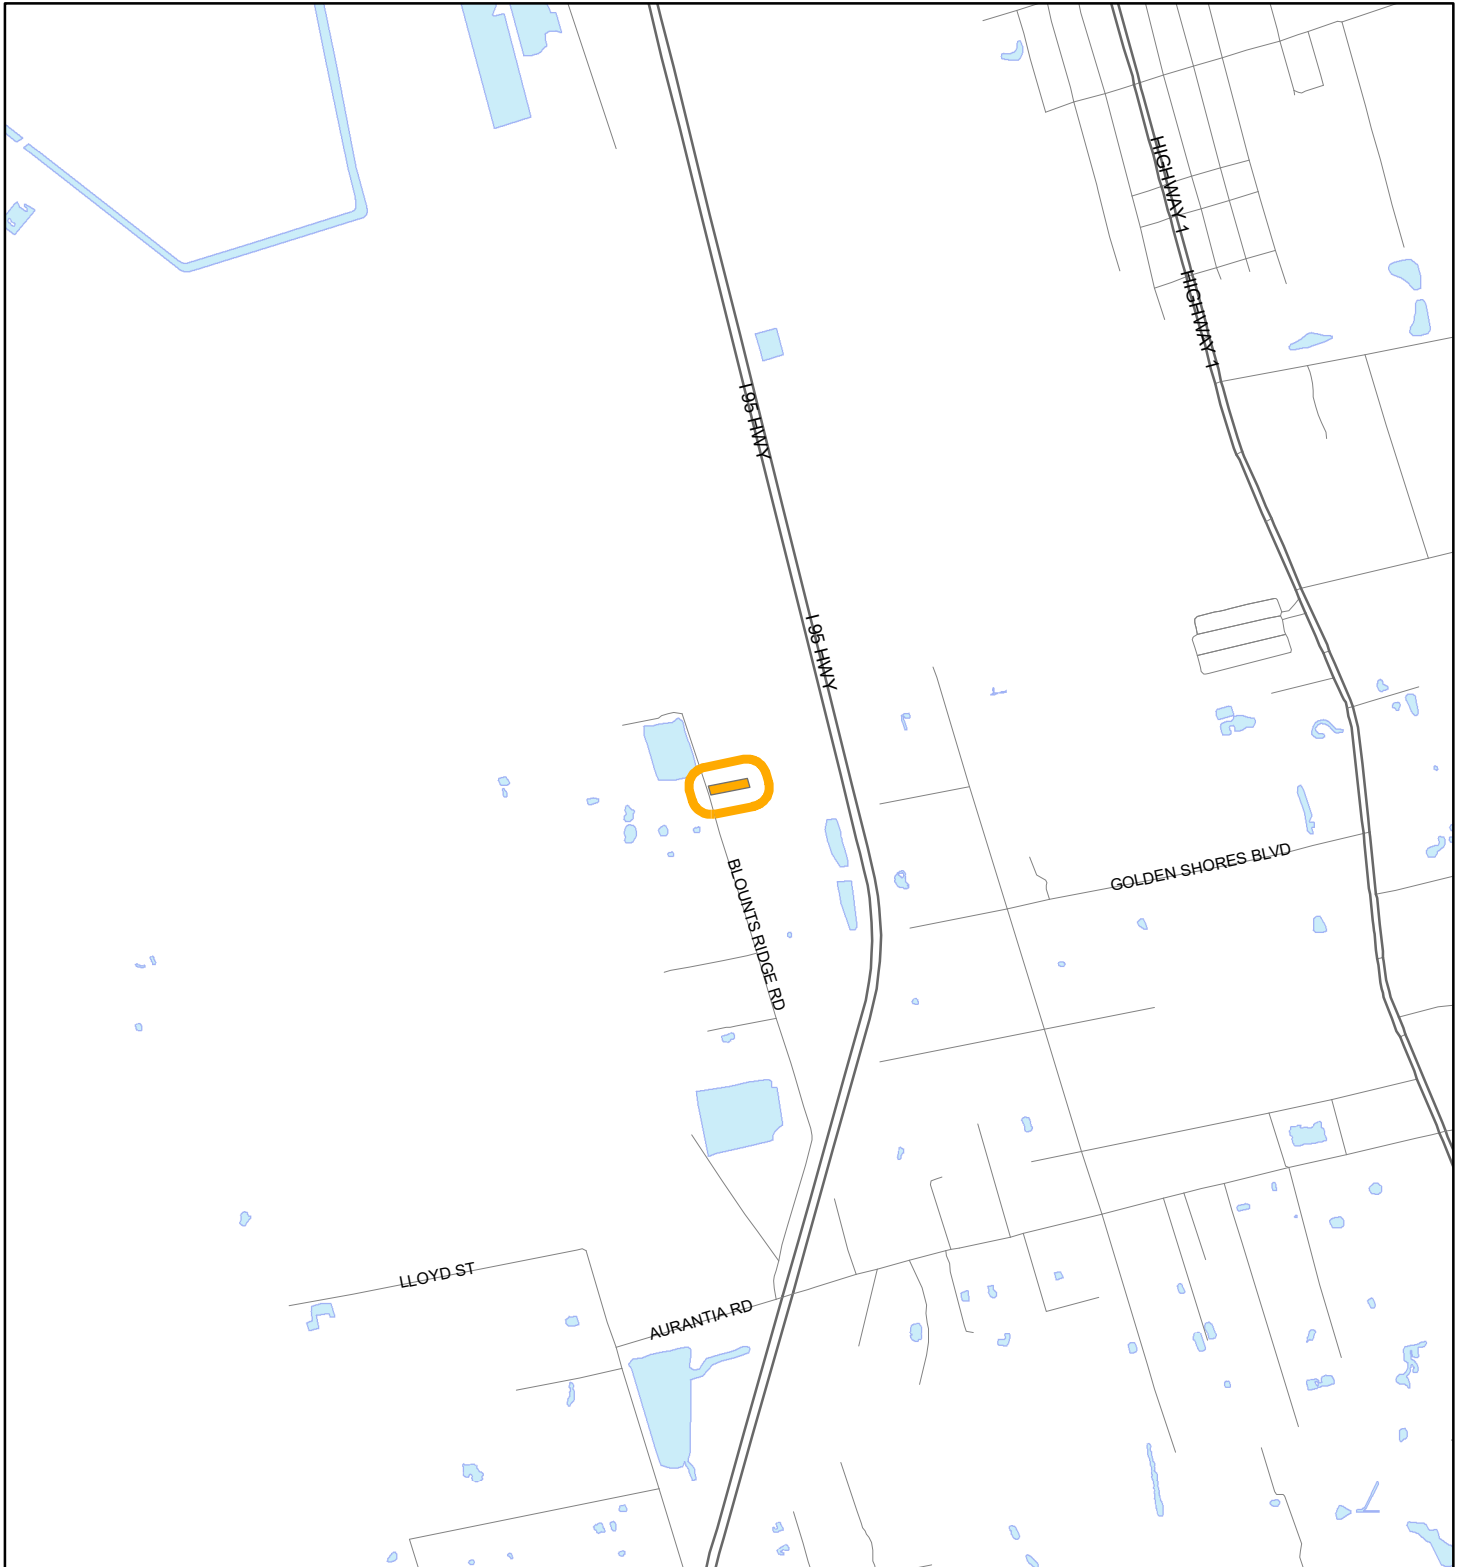 HIGHWAY 1
HIGHWAY 1
I 95 HWY
I 95 HWY
GOLDEN SHORES BLVD
BLOUNTS RIDGE RD
LLOYD ST
AURANTIA RD